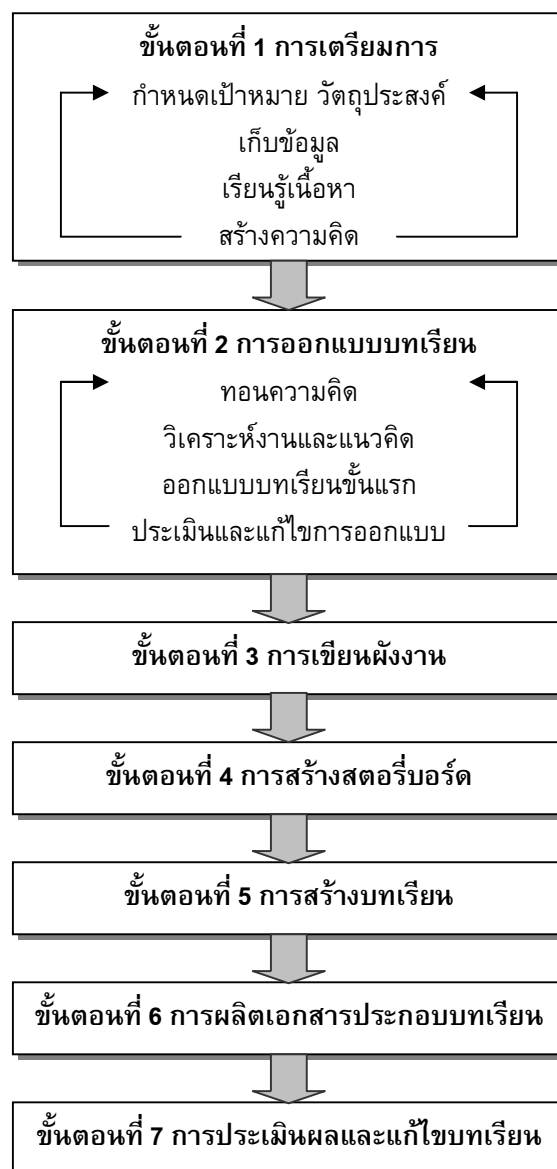 ขั้นตอนที่ 1 การเตรียมการ
กำหนดเป้าหมาย วัตถุประสงค์
เก็บข้อมูล
เรียนรู้เนื้อหา
สร้างความคิด
ขั้นตอนที่ 2 การออกแบบบทเรียน
ทอนความคิด
วิเคราะห์งานและแนวคิด
ออกแบบบทเรียนขั้นแรก
ประเมินและแก้ไขการออกแบบ
ขั้นตอนที่ 3 การเขียนผังงาน
ขั้นตอนที่ 4 การสร้างสตอรี่บอร์ด
ขั้นตอนที่ 5 การสร้างบทเรียน
ขั้นตอนที่ 6 การผลิตเอกสารประกอบบทเรียน
ขั้นตอนที่ 7 การประเมินผลและแก้ไขบทเรียน